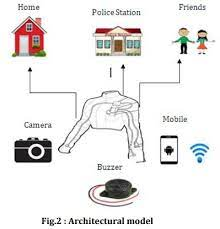 Home
Police Station
Friends
Camera
Mobile
Buzzer
Fig.2 : Architectural model